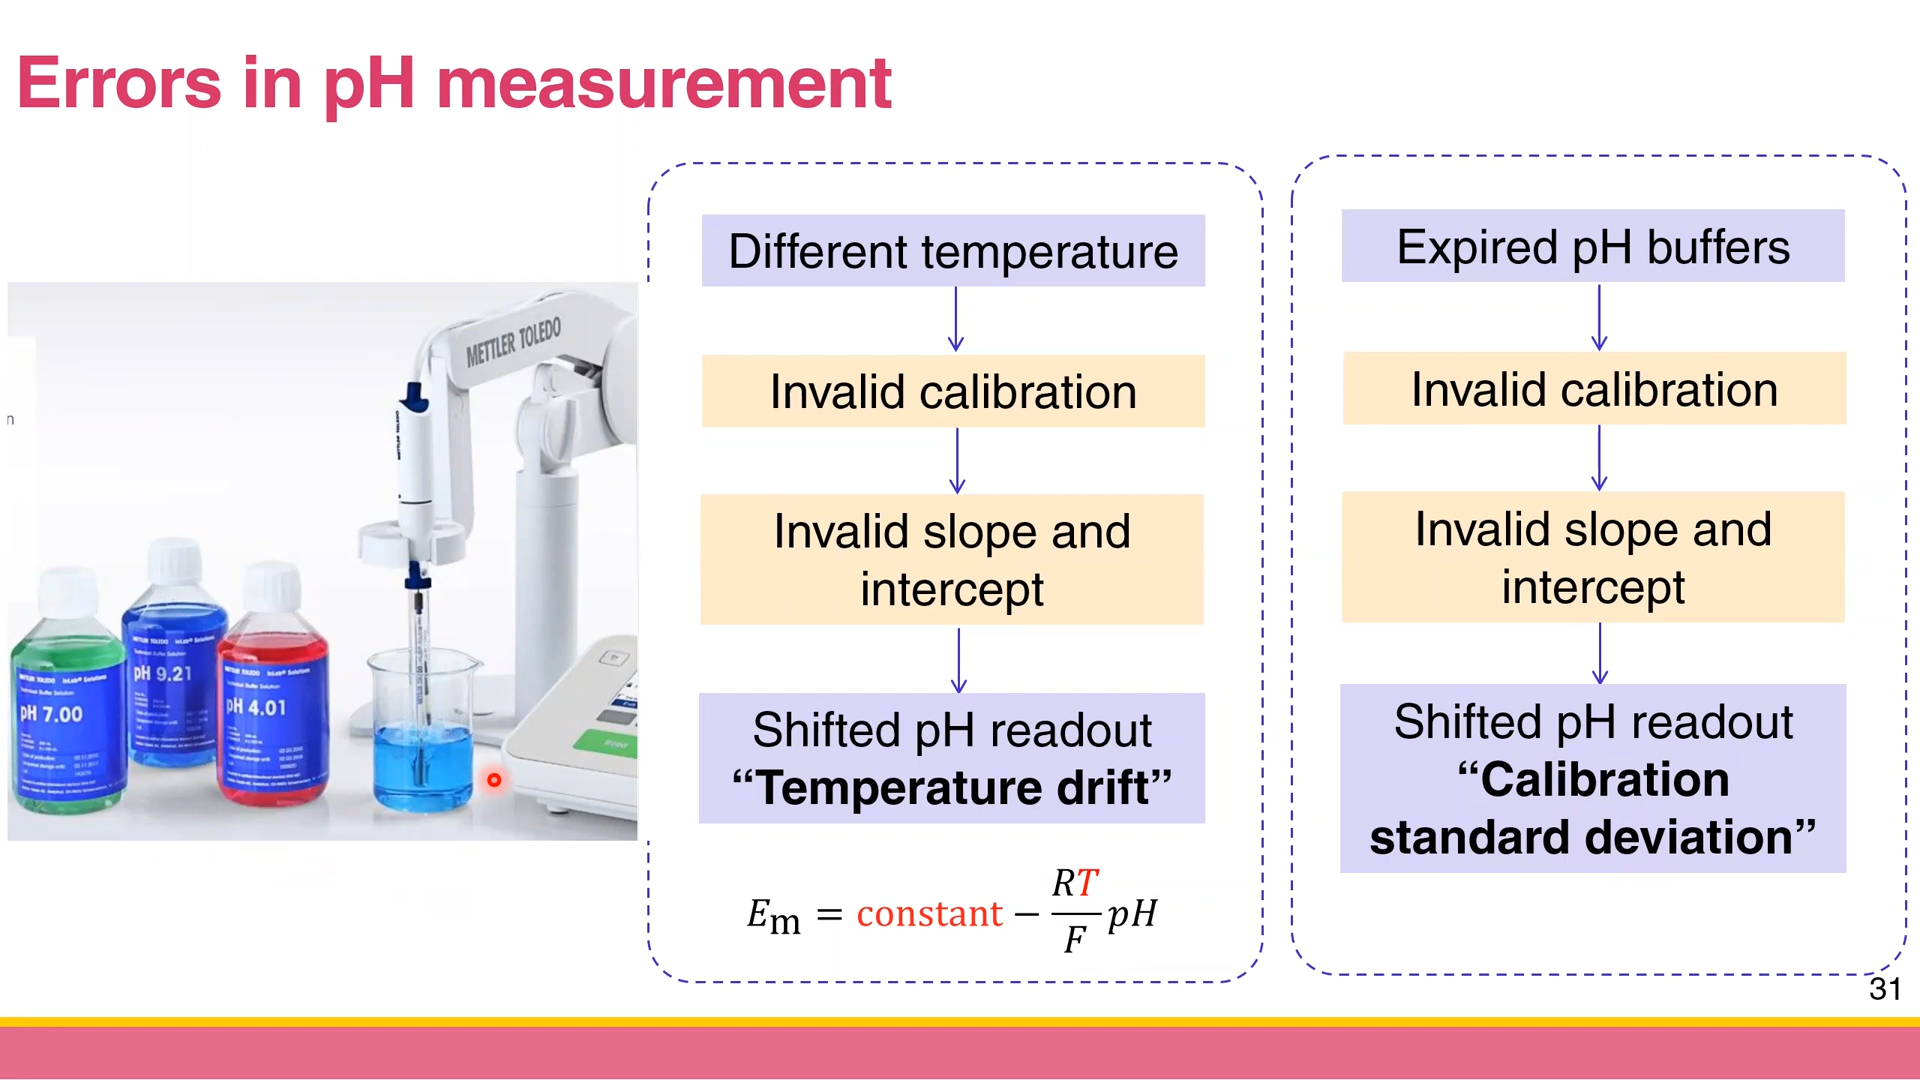 Errors in pH measurement
n
METTLER TOLEDO
pH 7.00
pH 9.21
pH 4.01
Different temperature
Invalid calibration
Invalid slope and
intercept
Shifted pH readout
“Temperature drift”
Eₘ = constant − RT/F pH
Expired pH buffers
Invalid calibration
Invalid slope and
intercept
Shifted pH readout
“Calibration
standard deviation”
31